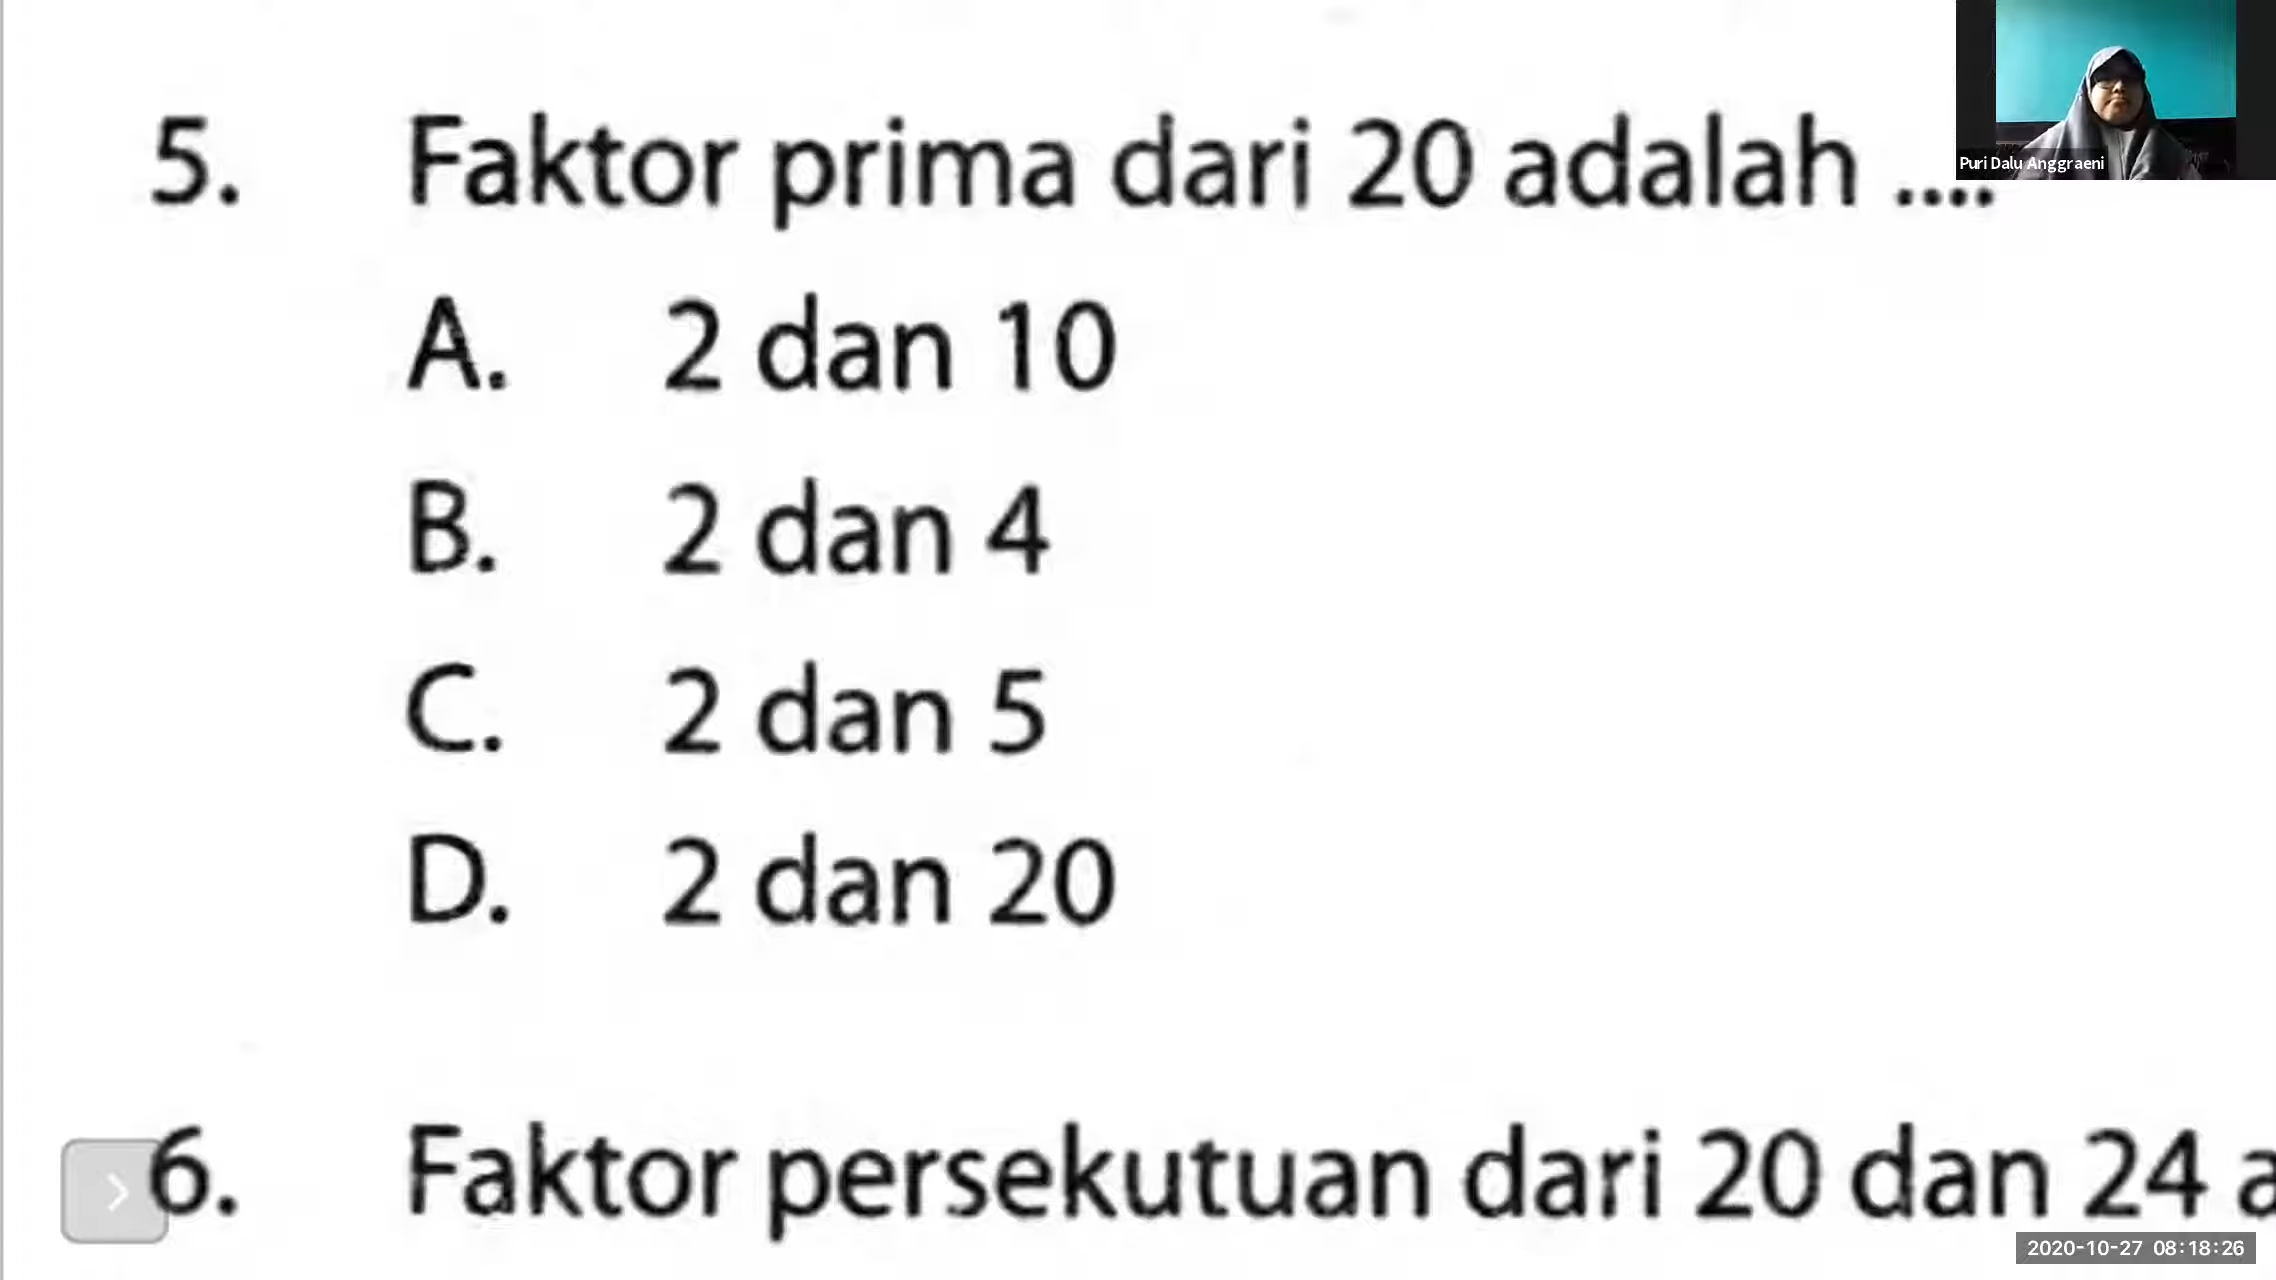 5. Faktor prima dari 20 adalah ....
Puri Dalu Anggraeni
A. 2 dan 10
B. 2 dan 4
C. 2 dan 5
D. 2 dan 20
6. Faktor persekutuan dari 20 dan 24 a
2020-10-27 08:18:26